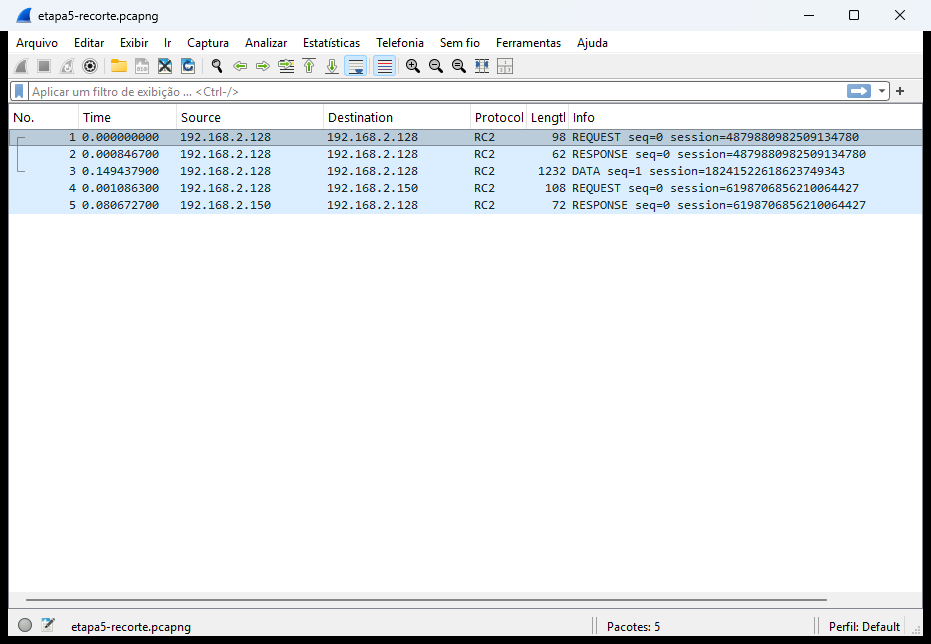 etapa5-recorte.pcapng
Arquivo Editar Exibir Ir Captura Analizar Estatísticas Telefonia Sem fio Ferramentas Ajuda
Aplicar um filtro de exibição ... <Ctrl-/>
No. Time Source Destination Protocol Lengtl Info
1 0.000000000 192.168.2.128 192.168.2.128 RC2 98 REQUEST seq=0 session=4879880982509134780
2 0.000846700 192.168.2.128 192.168.2.128 RC2 62 RESPONSE seq=0 session=4879880982509134780
3 0.149437900 192.168.2.128 192.168.2.128 RC2 1232 DATA seq=1 session=18241522618623749343
4 0.001086300 192.168.2.128 192.168.2.150 RC2 108 REQUEST seq=0 session=6198706856210064427
5 0.080672700 192.168.2.150 192.168.2.128 RC2 72 RESPONSE seq=0 session=6198706856210064427
etapa5-recorte.pcapng Pacotes: 5 Perfil: Default